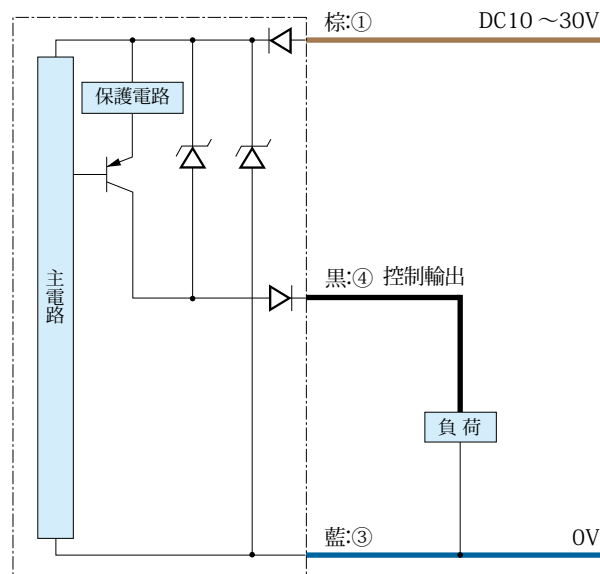 棕:① DC10 ～30V
保護電路
主電路
黒:④ 控制輸出
負 荷
藍:③ 0V